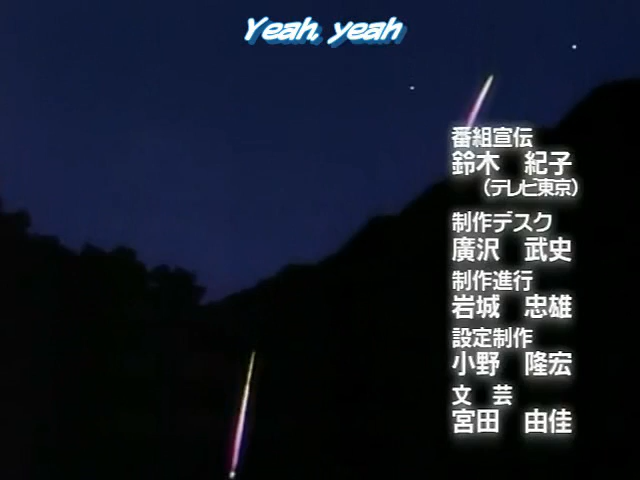 Yeah, yeah
番組宣伝
鈴木　紀子
（テレビ東京）
制作デスク
廣沢　武史
制作進行
岩城　忠雄
設定制作
小野　隆宏
文　芸
宮田　由佳